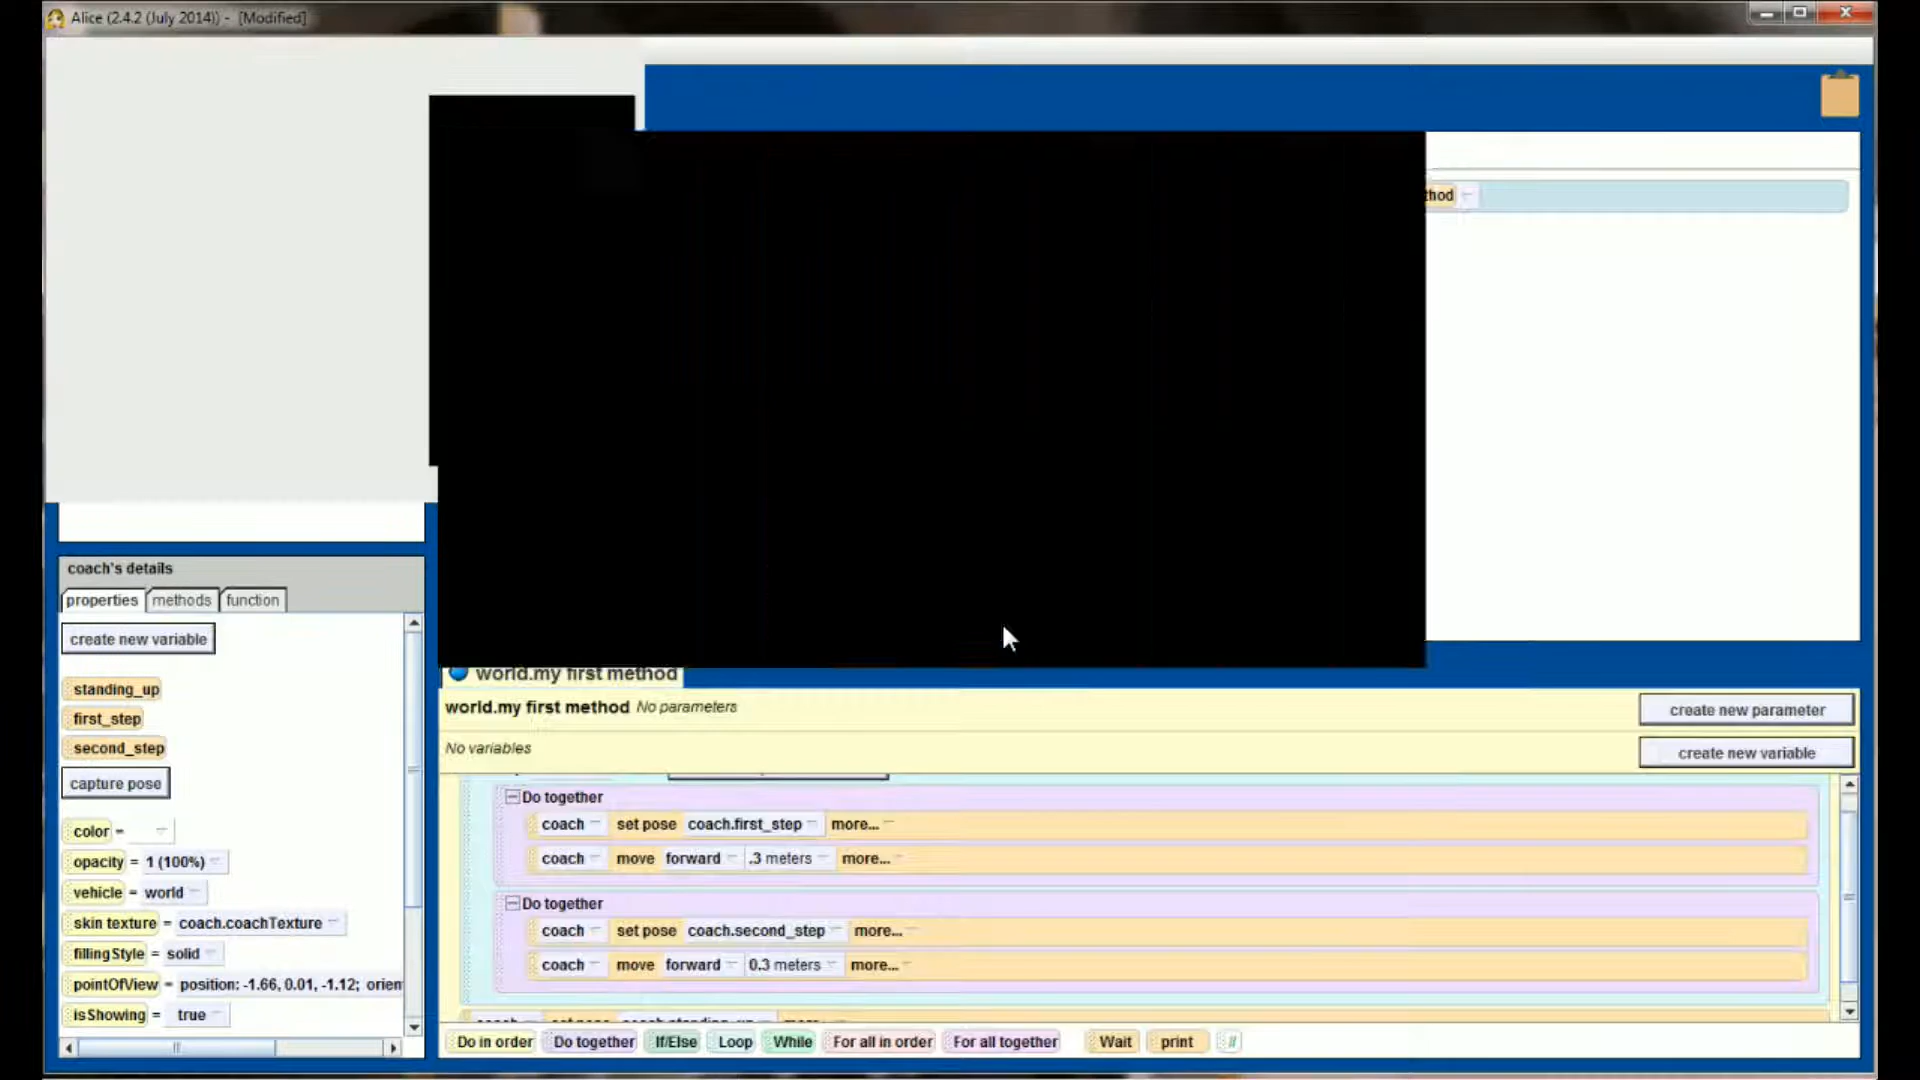 Alice (2.4.2 (July 2014)) - [Modified]
thod
coach's details
properties methods function
create new variable
standing_up
first_step
second_step
capture pose
color =
opacity = 1 (100%)
vehicle = world
skin texture = coach.coachTexture
fillingStyle = solid
pointOfView = position: -1.66, 0.01, -1.12; orien
isShowing = true
world.my first method
world.my first method No parameters
create new parameter
No variables
create new variable
Do together
coach set pose coach.first_step more...
coach move forward .3 meters more...
Do together
coach set pose coach.second_step more...
coach move forward 0.3 meters more...
Do in order Do together If/Else Loop While For all in order For all together Wait print //